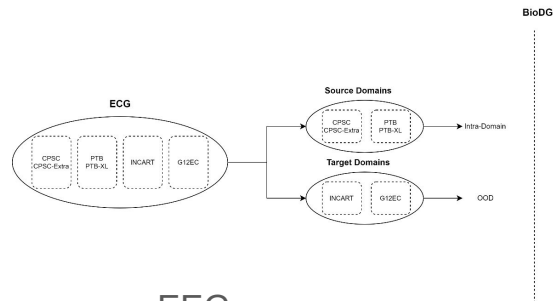 BioDG
Source Domains
ECG
CPSC
CPSC-Extra
PTB
PTB-XL
Intra-Domain
CPSC
CPSC-Extra
PTB
PTB-XL
INCART
G12EC
Target Domains
INCART
G12EC
OOD